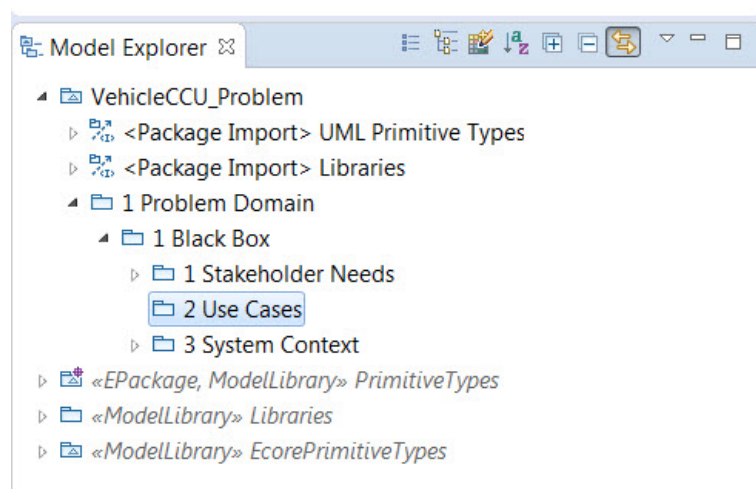 Model Explorer
VehicleCCU_Problem
<Package Import> UML Primitive Types
<Package Import> Libraries
1 Problem Domain
1 Black Box
1 Stakeholder Needs
2 Use Cases
3 System Context
«EPackage, ModelLibrary» PrimitiveTypes
«ModelLibrary» Libraries
«ModelLibrary» EcorePrimitiveTypes